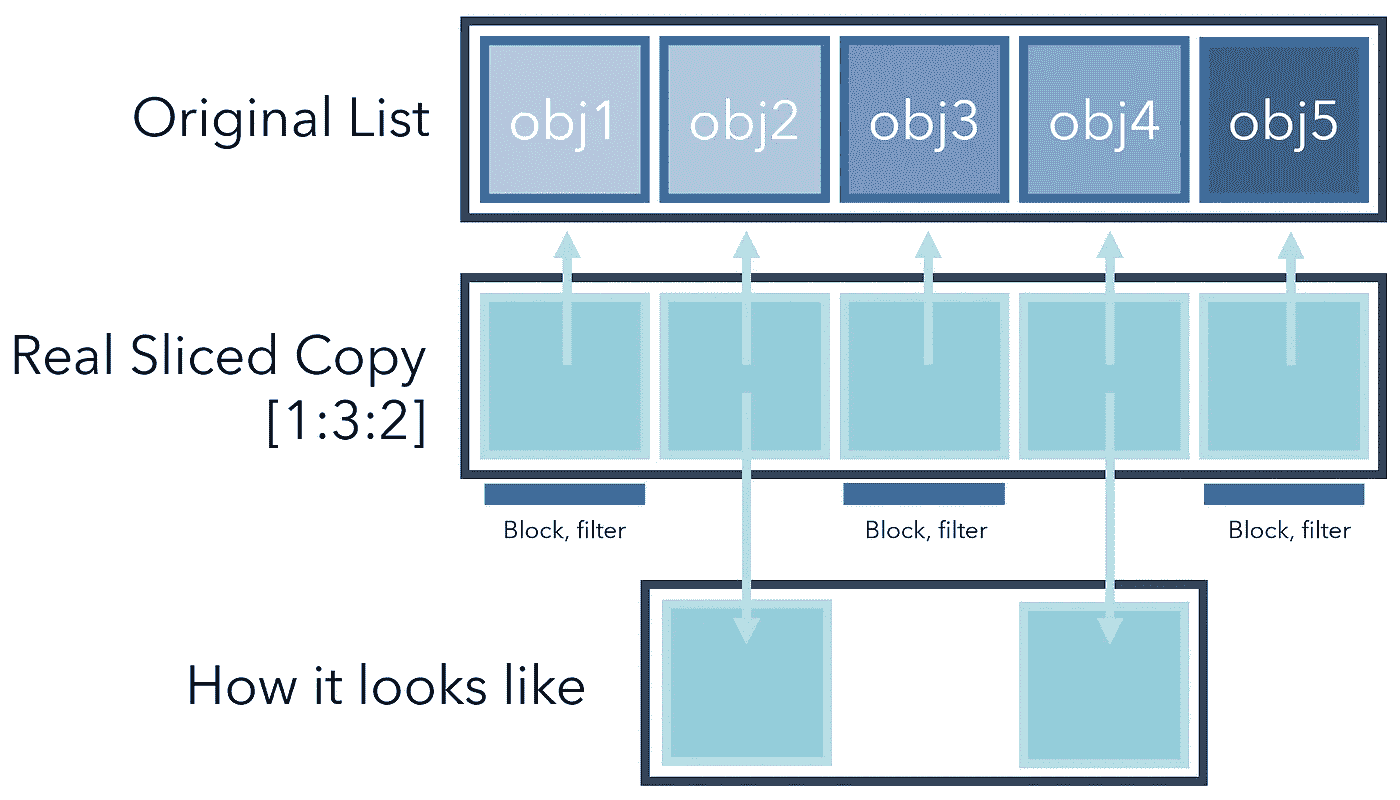 Original List
obj1 obj2 obj3 obj4 obj5
Real Sliced Copy
[1:3:2]
Block, filter Block, filter Block, filter
How it looks like